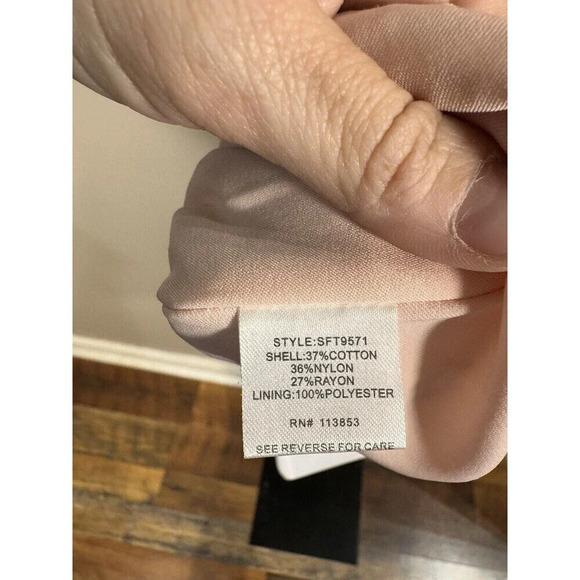 STYLE:SFT9571
SHELL:37%COTTON
36%NYLON
27%RAYON
LINING:100%POLYESTER
RN# 113853
SEE REVERSE FOR CARE